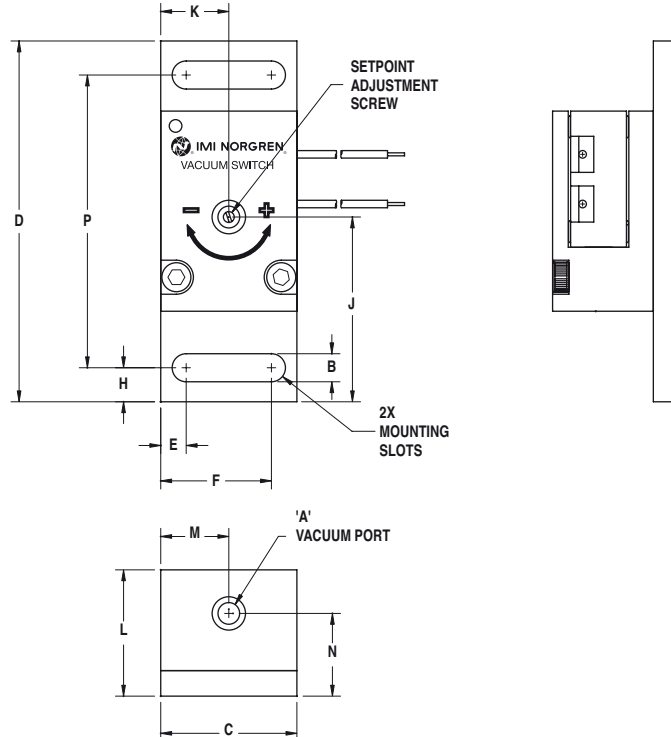 K
SETPOINT
ADJUSTMENT
SCREW
IMI NORGREN
VACUUM SWITCH
D
P
J
H
B
E
F
2X
MOUNTING
SLOTS
'A'
VACUUM PORT
M
L
N
C